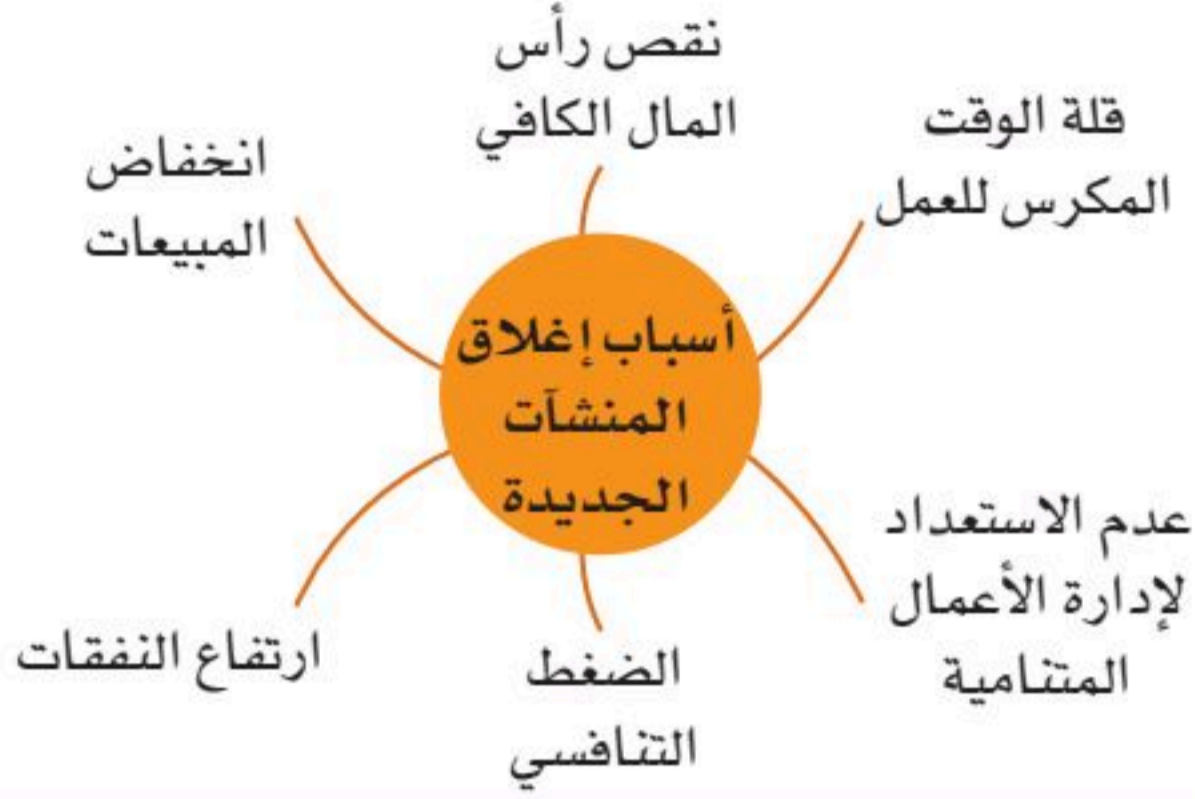 نقص رأس
المال الكافي
قلة الوقت
المكرس للعمل
انخفاض
المبيعات
أسباب إغلاق
المنشآت
الجديدة
عدم الاستعداد
لإدارة الأعمال
المتنامية
ارتفاع النفقات
الضغط
التنافسي